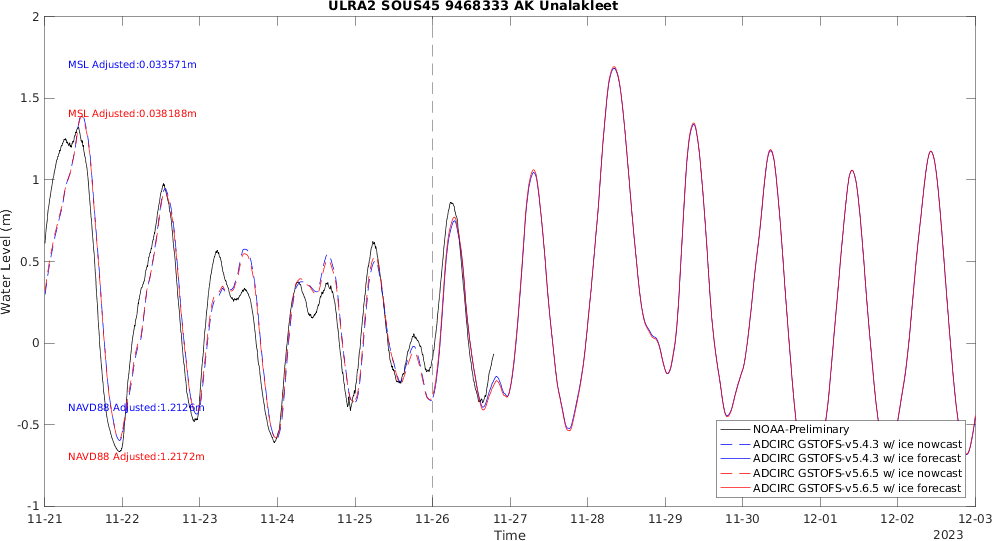 ULRA2 SOUS45 9468333 AK Unalakleet
2
1.5
1
0.5
0
-0.5
-1
Water Level (m)
MSL Adjusted:0.033571m
MSL Adjusted:0.038188m
NAVD88 Adjusted:1.2126m
NAVD88 Adjusted:1.2172m
NOAA-Preliminary
ADCIRC GSTOFS-v5.4.3 w/ ice nowcast
ADCIRC GSTOFS-v5.4.3 w/ ice forecast
ADCIRC GSTOFS-v5.6.5 w/ ice nowcast
ADCIRC GSTOFS-v5.6.5 w/ ice forecast
11-21 11-22 11-23 11-24 11-25 11-26 11-27 11-28 11-29 11-30 12-01 12-02 12-03
Time
2023